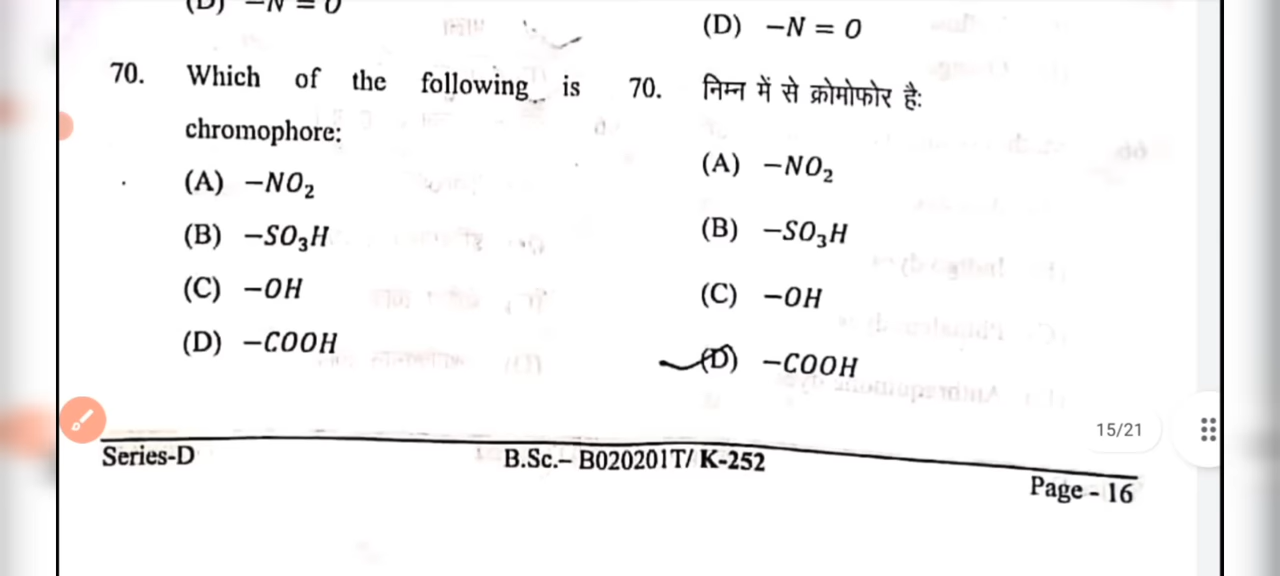 (D) −N = O
(D) −N = O
70. Which of the following is
chromophore:
(A) −NO₂
(B) −SO₃H
(C) −OH
(D) −COOH
70. निम्न में से क्रोमोफोर है:
(A) −NO₂
(B) −SO₃H
(C) −OH
(D) −COOH
15/21
Series-D B.Sc.– B020201T/ K-252 Page - 16